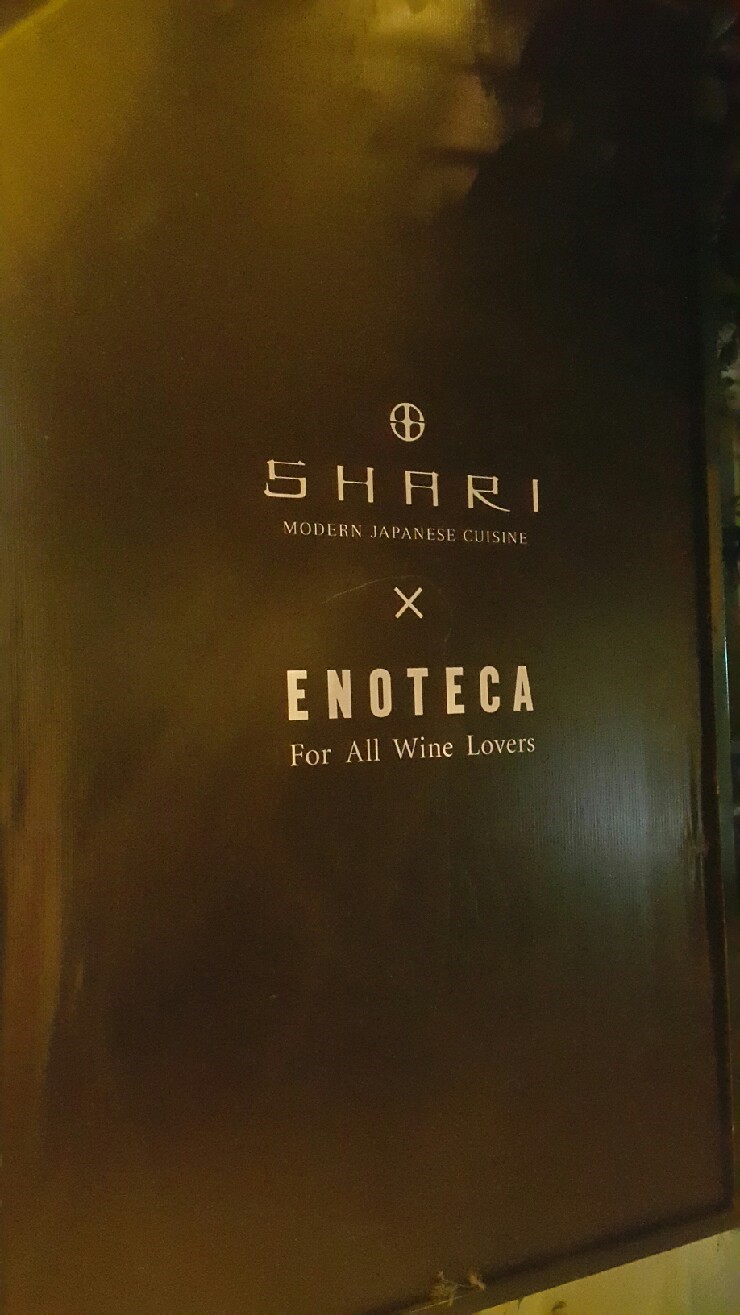 SHARI
MODERN JAPANESE CUISINE
×
ENOTECA
For All Wine Lovers